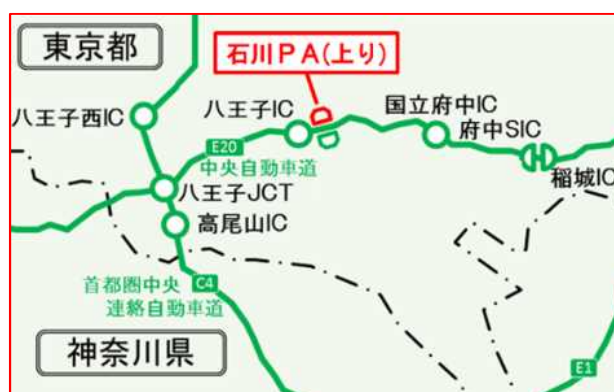 東京都
石川PA(上り)
八王子西IC
八王子IC
国立府中IC
府中SIC
稲城IC
E20
中央自動車道
八王子JCT
高尾山IC
首都圏中央
連絡自動車道
C4
神奈川県
E1